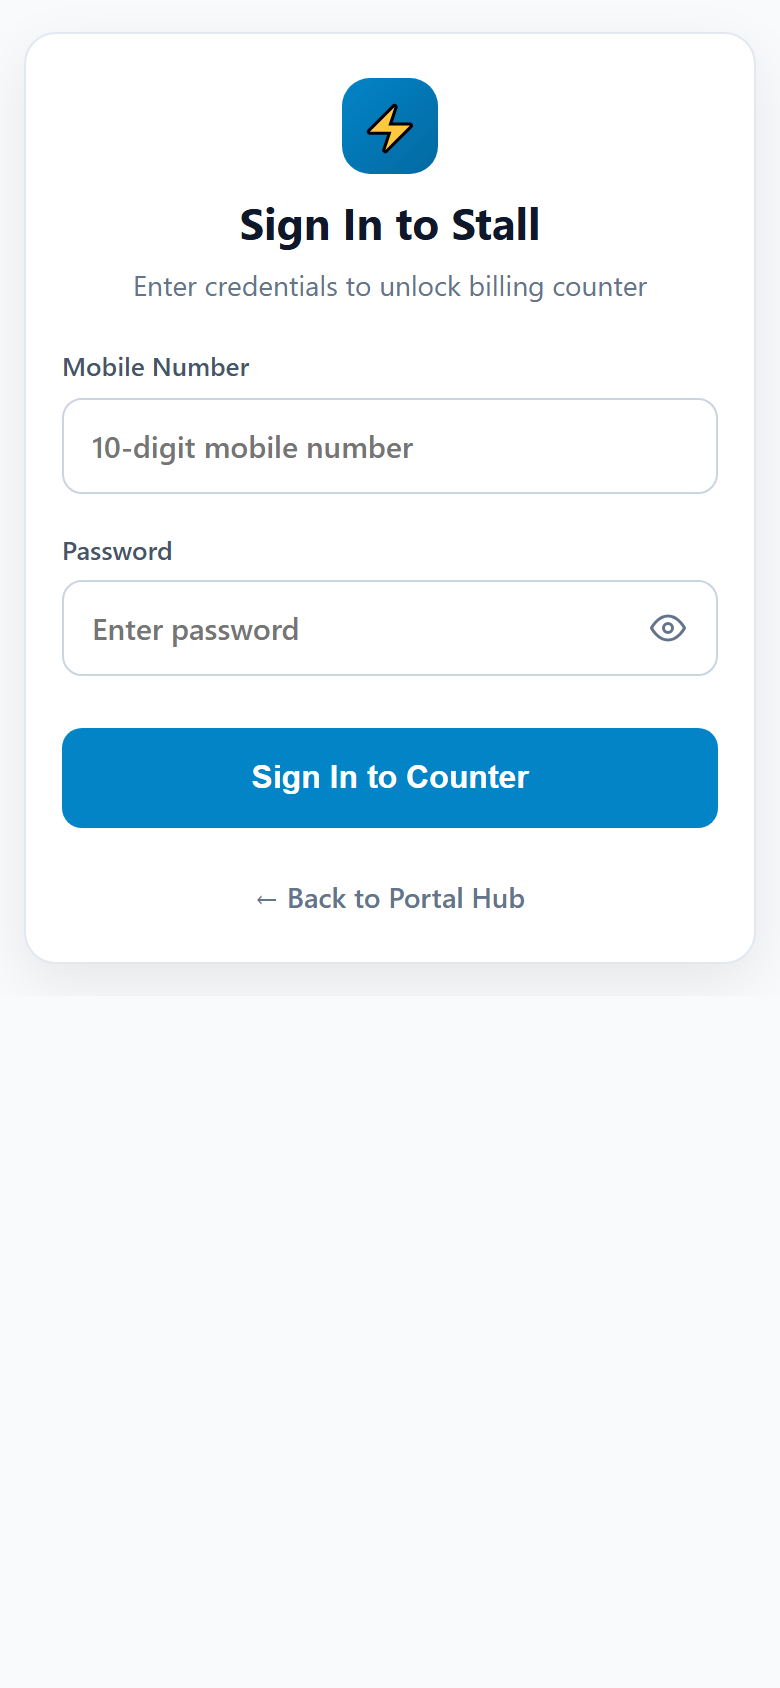 Sign In to Stall
Enter credentials to unlock billing counter
Mobile Number
10-digit mobile number
Password
Enter password
Sign In to Counter
← Back to Portal Hub